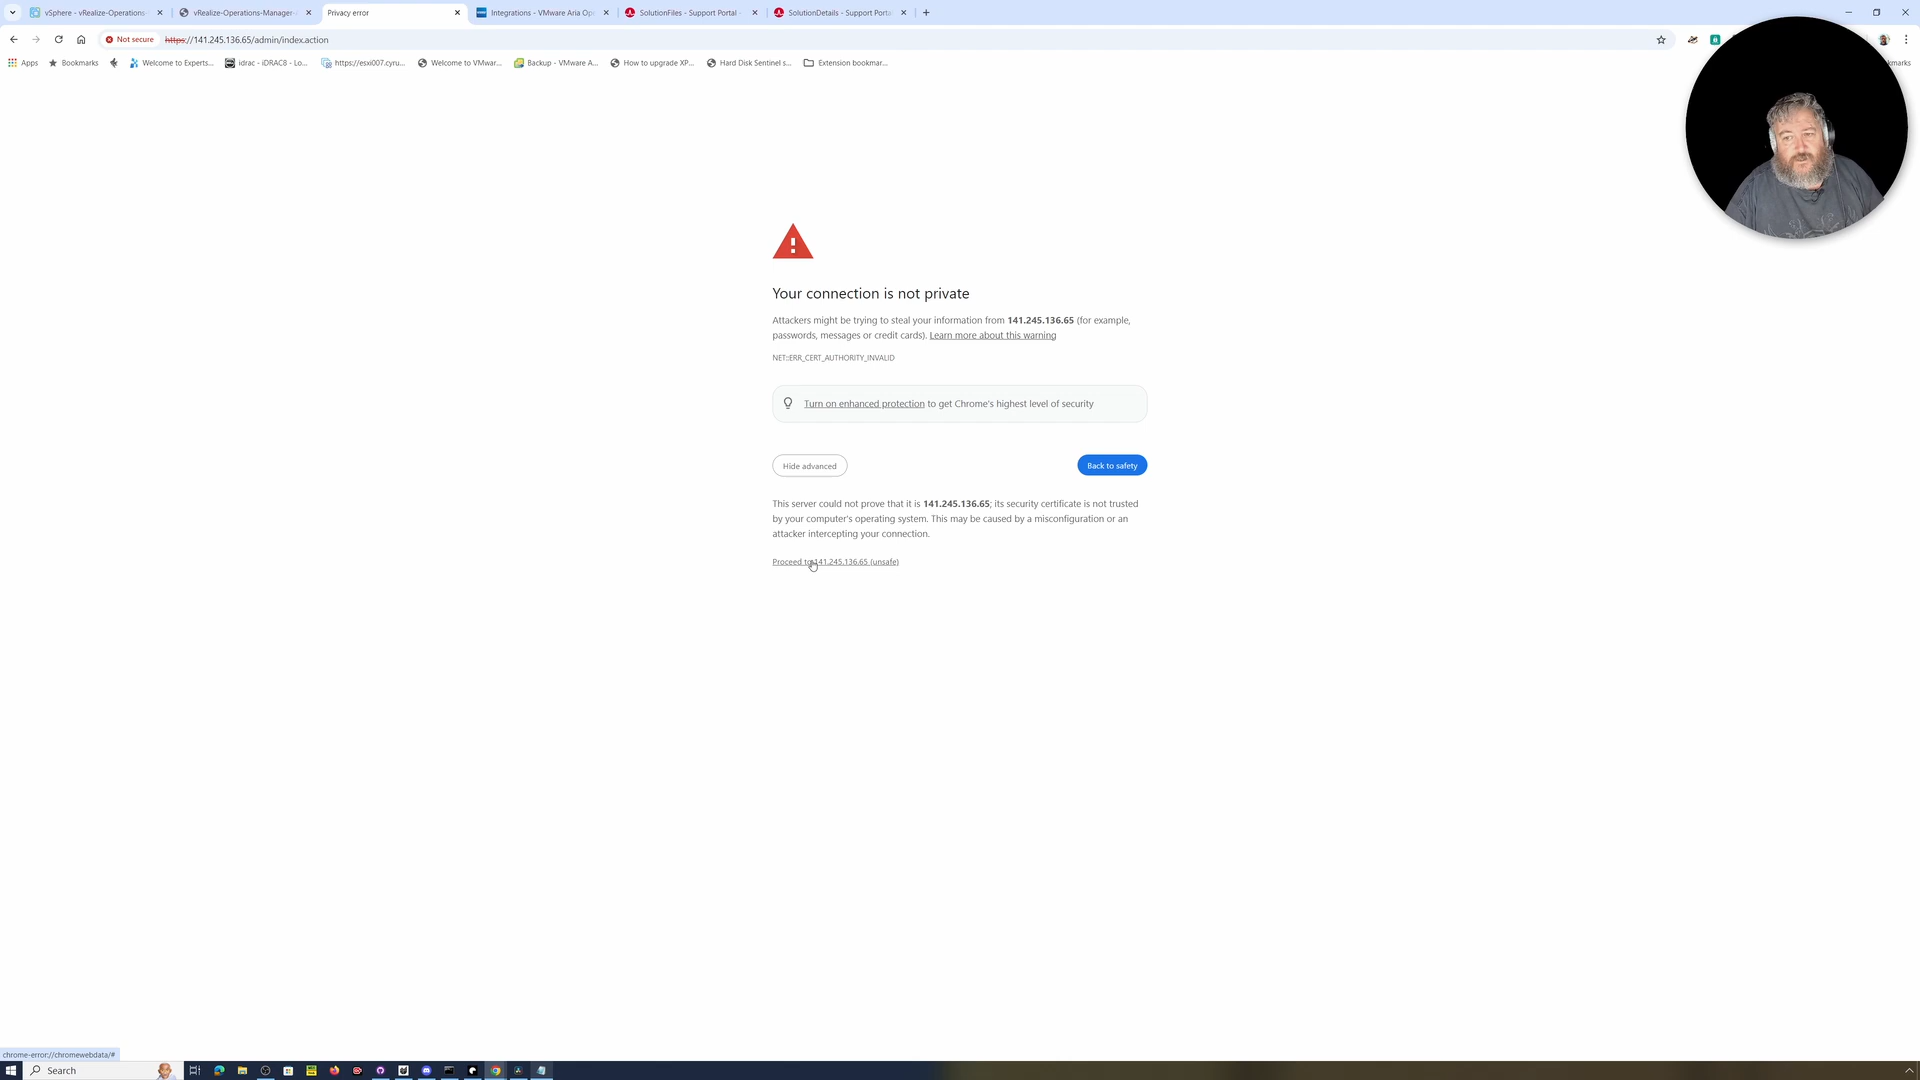 vSphere - vRealize-Operations-
vRealize-Operations-Manager-
Privacy error
Integrations - VMware Aria Ope
SolutionFiles - Support Portal -
SolutionDetails - Support Porta
Not secure
https://141.245.136.65/admin/index.action
Apps
Bookmarks
Welcome to Experts...
idrac - iDRAC8 - Lo...
https://esxi007.cyru...
Welcome to VMwar...
Backup - VMware A...
How to upgrade XP...
Hard Disk Sentinel s...
Extension bookmar...
kmarks
Your connection is not private
Attackers might be trying to steal your information from 141.245.136.65 (for example,
passwords, messages or credit cards). Learn more about this warning
NET::ERR_CERT_AUTHORITY_INVALID
Turn on enhanced protection to get Chrome's highest level of security
Hide advanced
Back to safety
This server could not prove that it is 141.245.136.65; its security certificate is not trusted
by your computer's operating system. This may be caused by a misconfiguration or an
attacker intercepting your connection.
Proceed to 141.245.136.65 (unsafe)
chrome-error://chromewebdata/#
Search